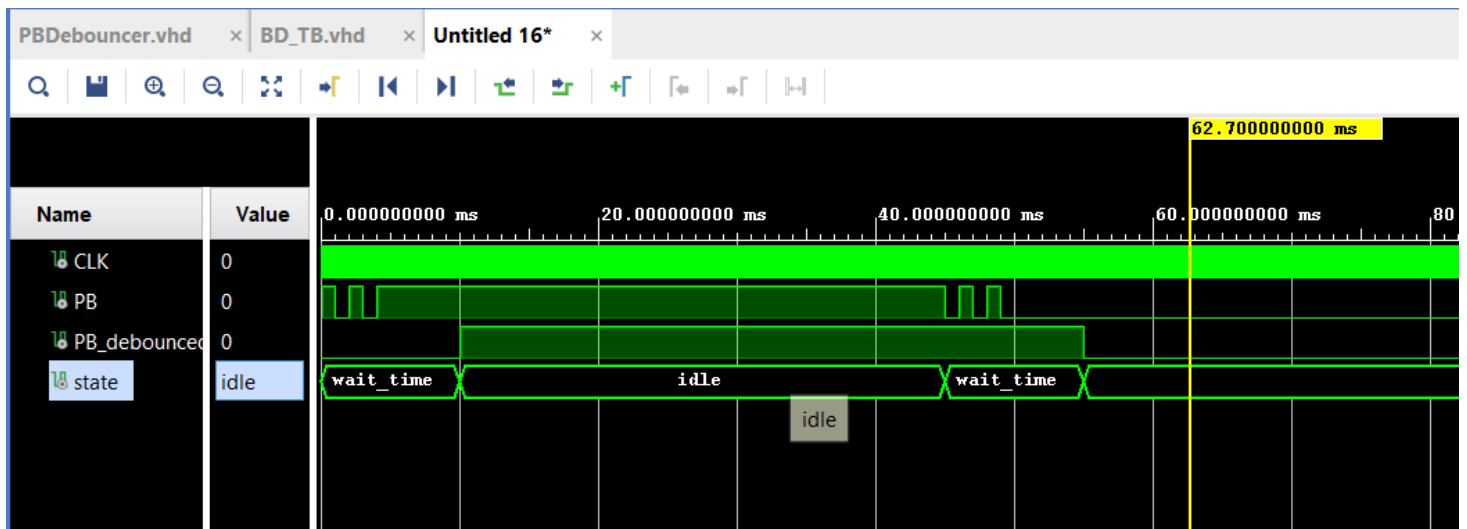 PBDebouncer.vhd × BD_TB.vhd × Untitled 16* ×
62.700000000 ms
Name Value 0.000000000 ms 20.000000000 ms 40.000000000 ms 60.000000000 ms 80
CLK 0
PB 0
PB_debounced 0
state idle wait_time idle wait_time
idle